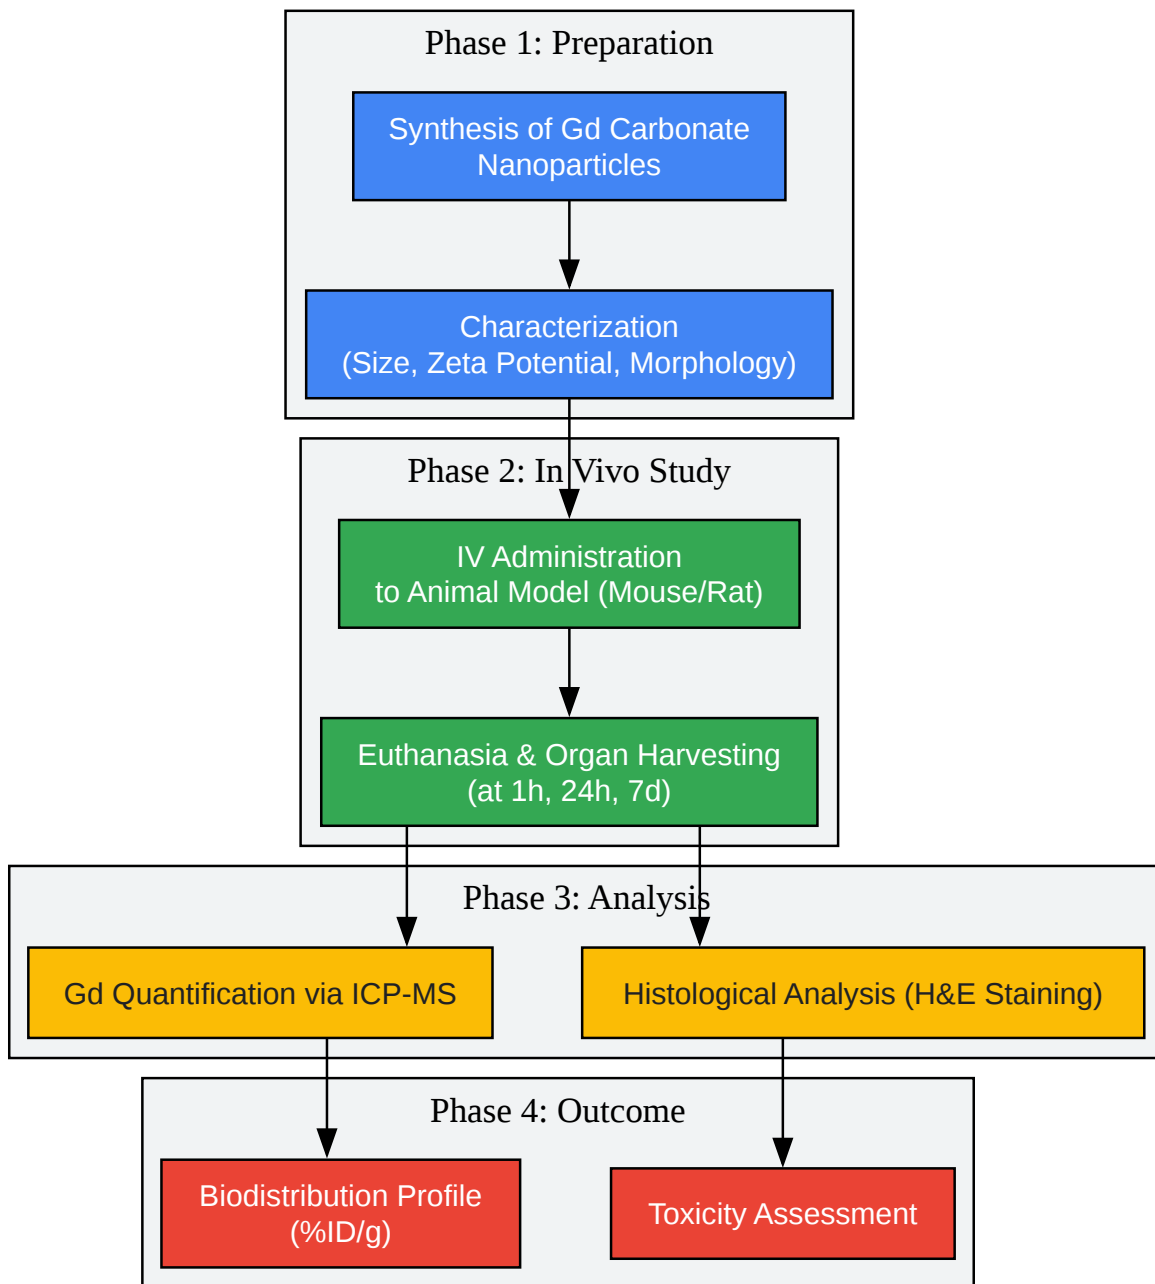 Phase 1: Preparation
Synthesis of Gd Carbonate
Nanoparticles
Characterization
(Size, Zeta Potential, Morphology)
Phase 2: In Vivo Study
IV Administration
to Animal Model (Mouse/Rat)
Euthanasia & Organ Harvesting
(at 1h, 24h, 7d)
Phase 3: Analysis
Gd Quantification via ICP-MS
Histological Analysis (H&E Staining)
Phase 4: Outcome
Biodistribution Profile
(%ID/g)
Toxicity Assessment